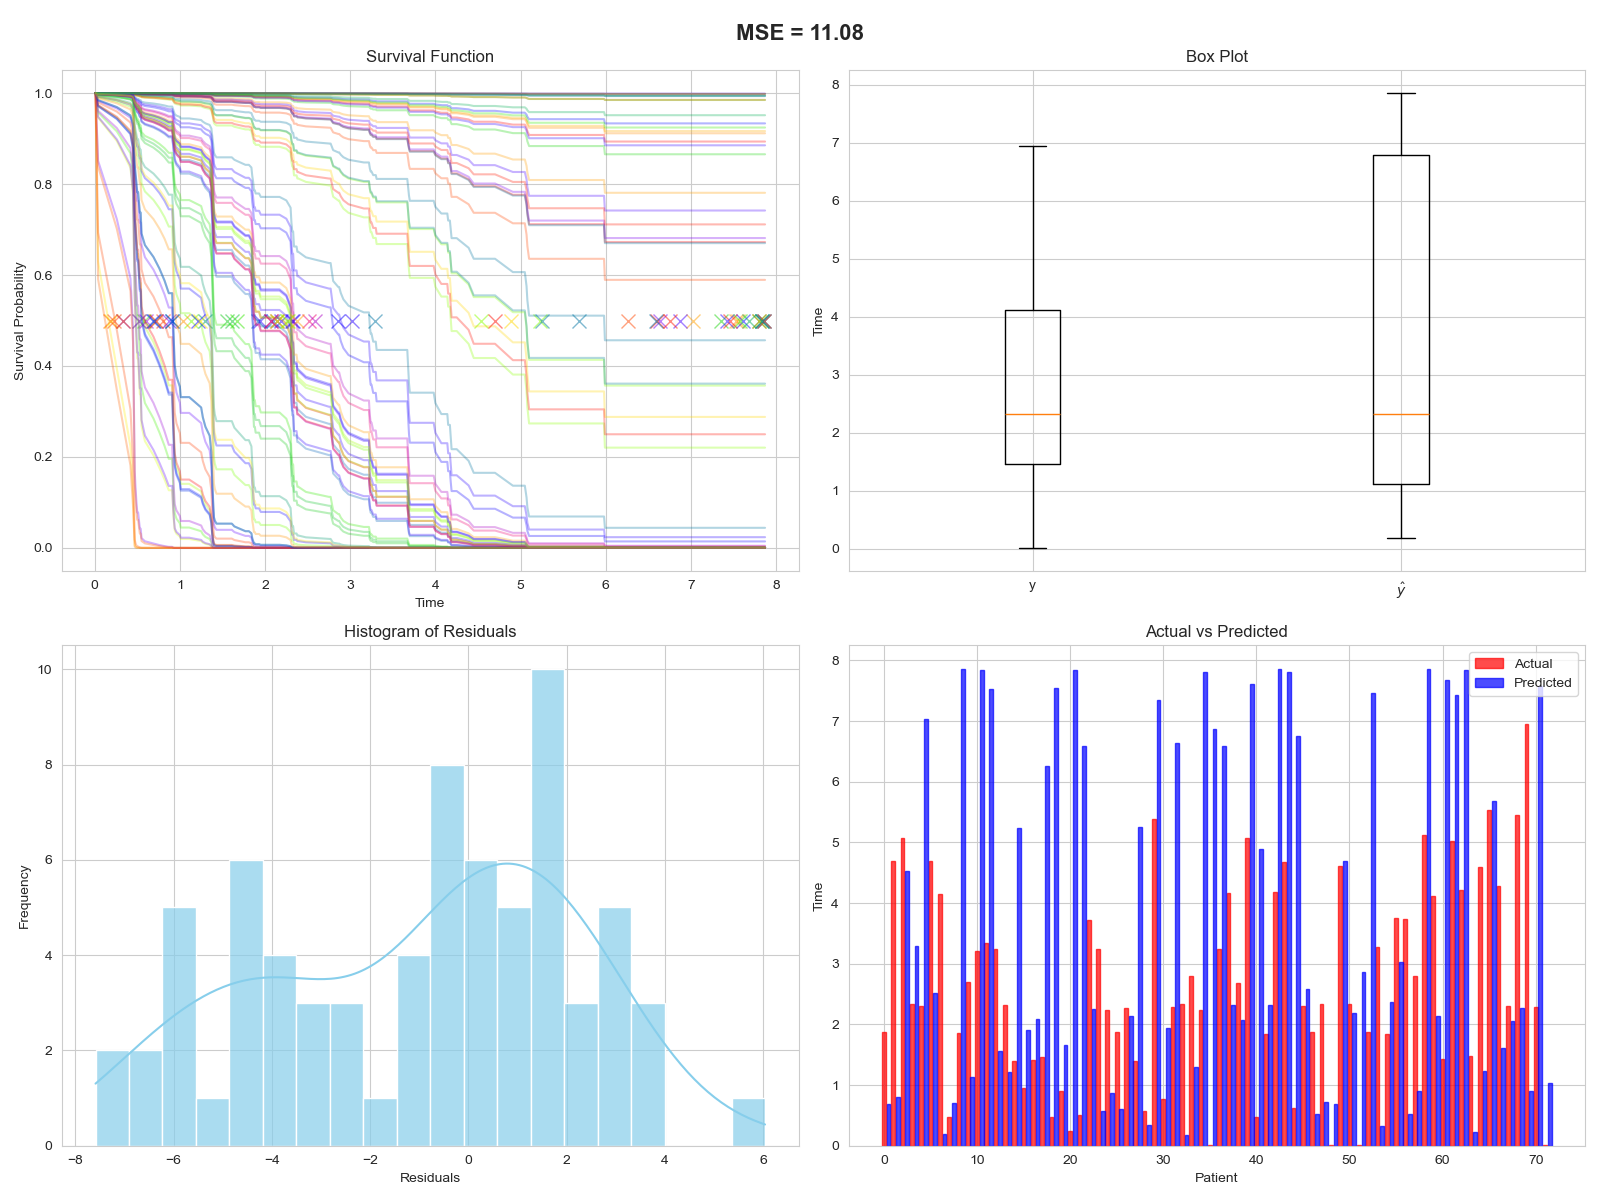 MSE = 11.08
Survival Function
Survival Probability
1.0
0.8
0.6
0.4
0.2
0.0
0 1 2 3 4 5 6 7 8
Time
Box Plot
Time
8
7
6
5
4
3
2
1
0
y ŷ
Histogram of Residuals
Frequency
10
8
6
4
2
0
−8 −6 −4 −2 0 2 4 6
Residuals
Actual vs Predicted
Actual
Predicted
Time
8
7
6
5
4
3
2
1
0
0 10 20 30 40 50 60 70
Patient